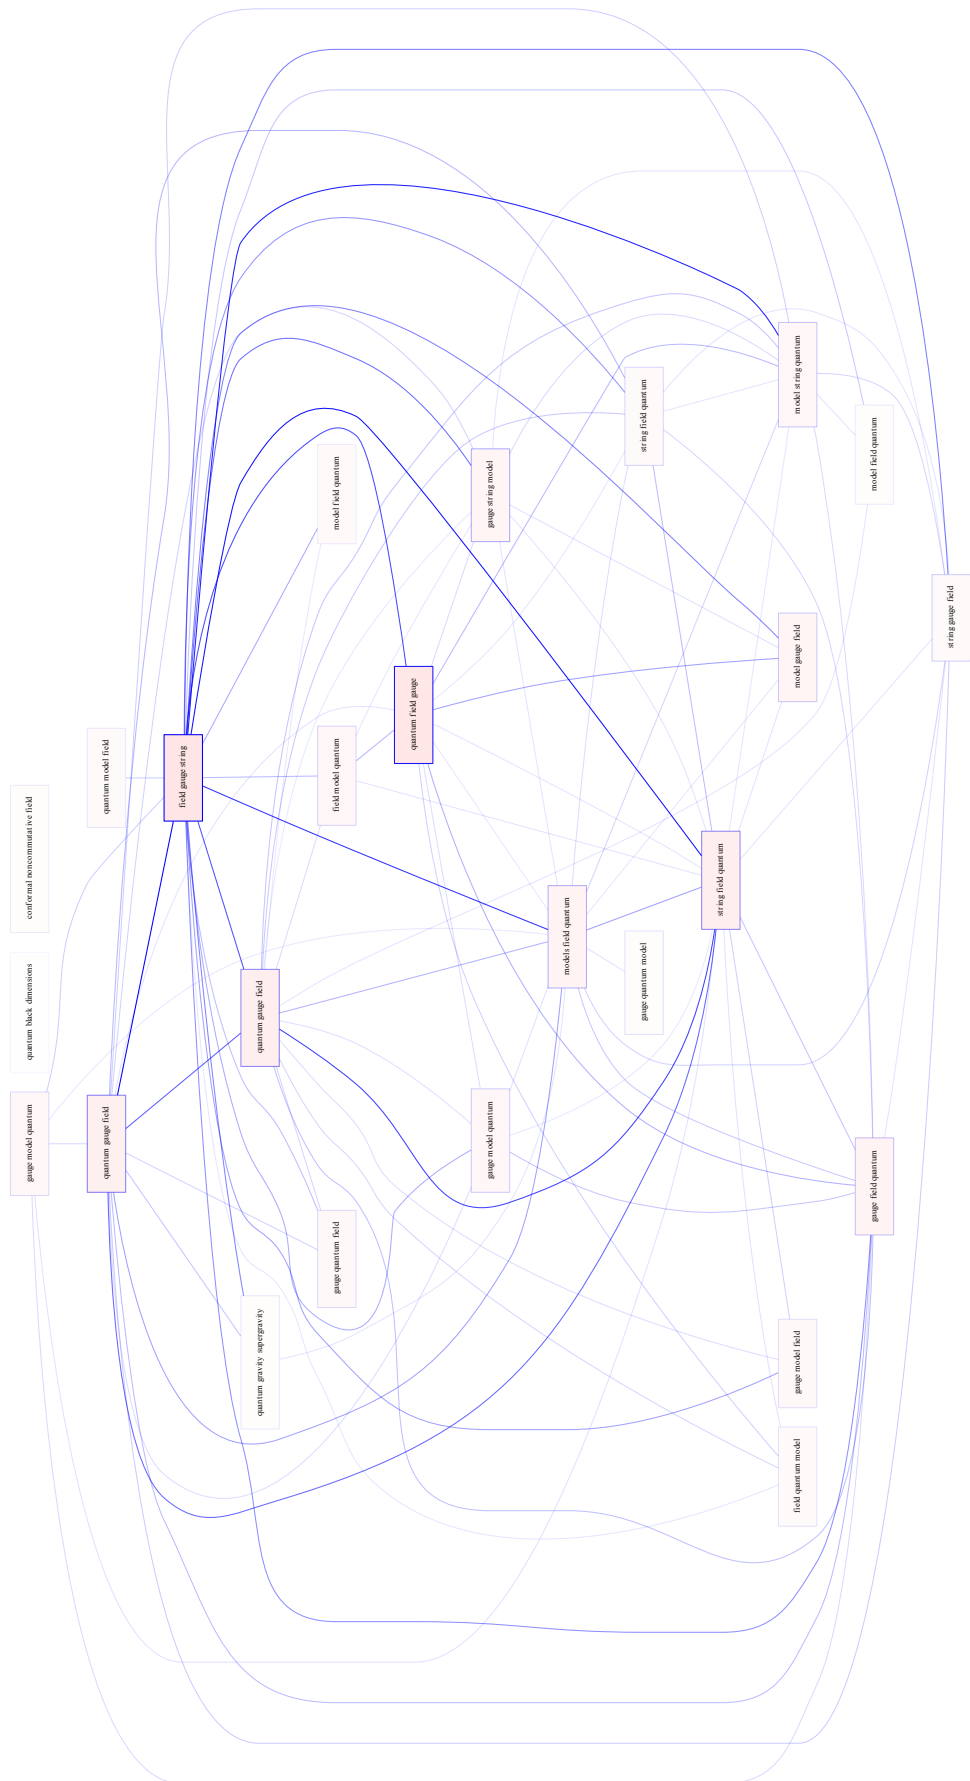 model string quantum
string field quantum
model field quantum
model field quantum
gauge string model
string gauge field
model gauge field
quantum field gauge
quantum model field
field gauge string
field model quantum
conformal noncommutative field
string field quantum
models field quantum
gauge quantum model
quantum black dimensions
quantum gauge field
gauge model quantum
quantum gauge field
gauge model quantum
gauge field quantum
gauge quantum field
quantum gravity supergravity
gauge model field
field quantum model